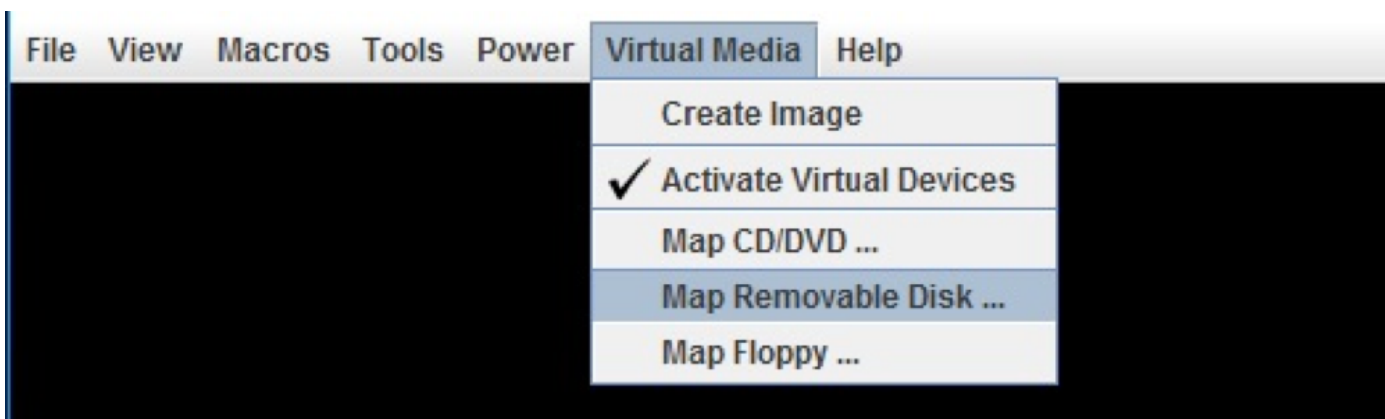 File View Macros Tools Power Virtual Media Help
Create Image
Activate Virtual Devices
Map CD/DVD ...
Map Removable Disk ...
Map Floppy ...